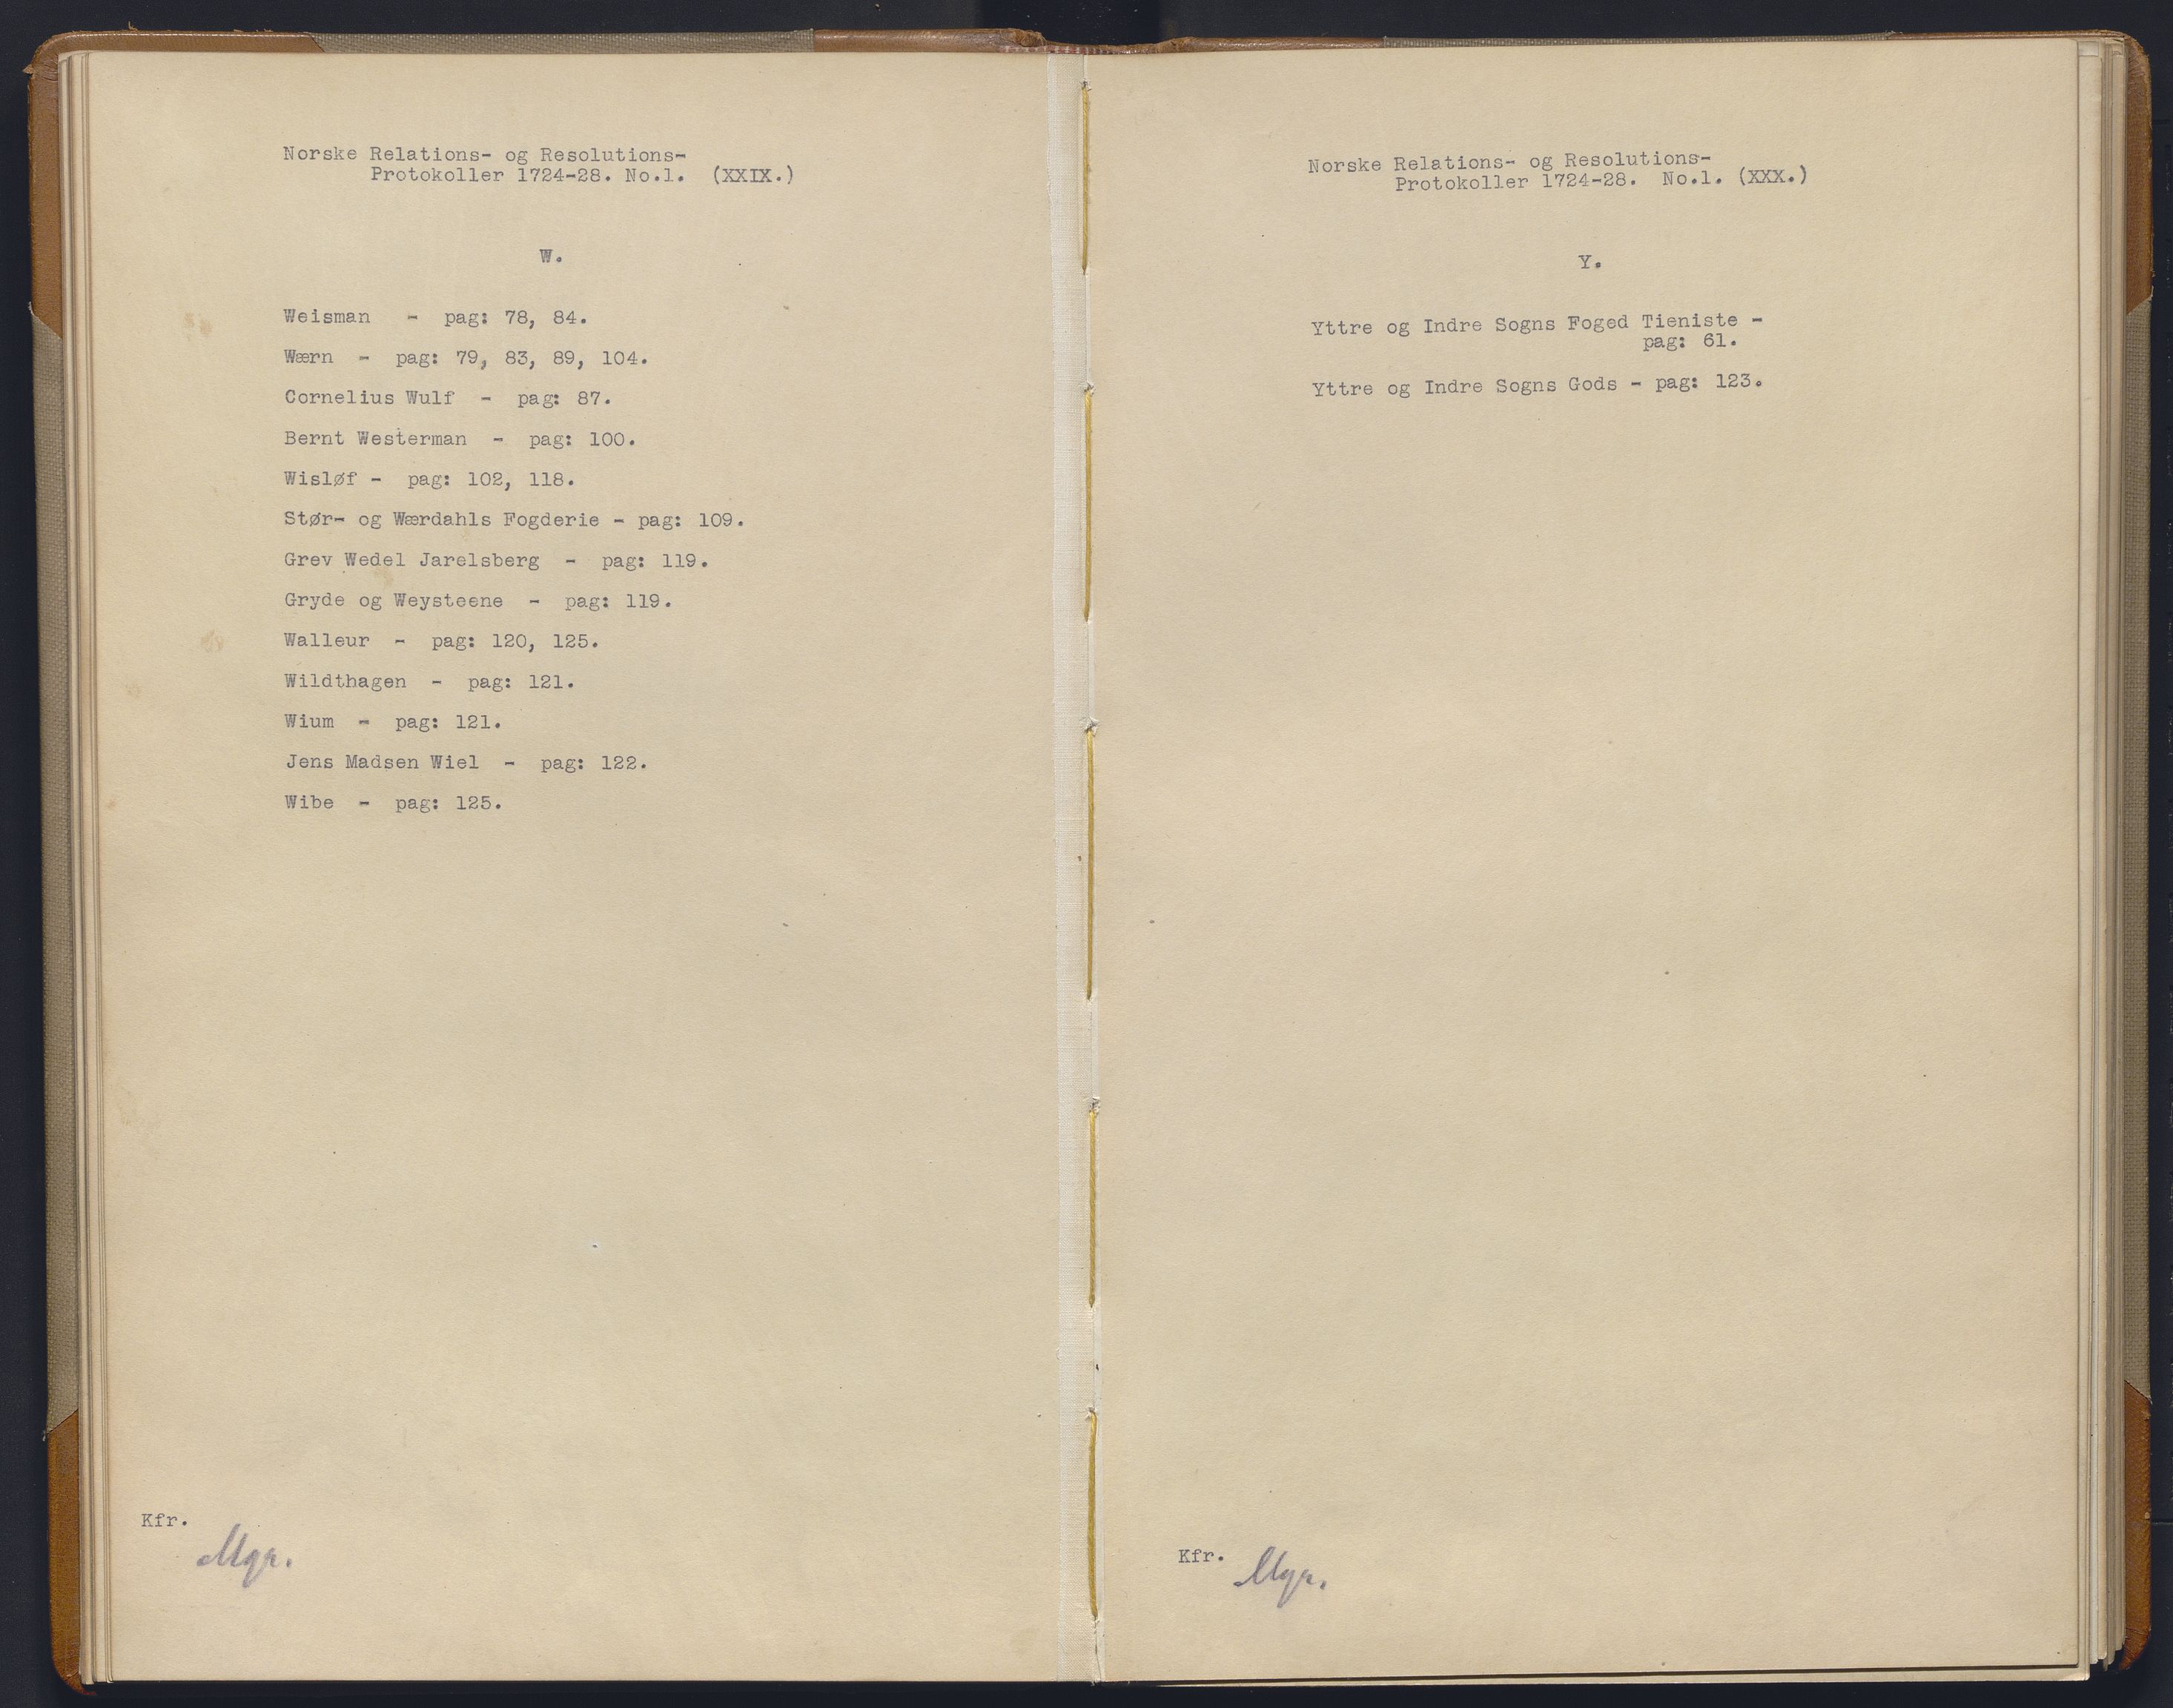 Norske Relations- og Resolutions-
Protokoller 1724-28. No.1. (XXIX.)
W.
Weisman - pag: 78, 84.
Wærn - pag: 79, 83, 89, 104.
Cornelius Wulf - pag: 87.
Bernt Westerman - pag: 100.
Wisløf - pag: 102, 118.
Stør- og Wærdahls Fogderie - pag: 109.
Grev Wedel Jarelsberg - pag: 119.
Gryde og Weysteene - pag: 119.
Walleur - pag: 120, 125.
Wildthagen - pag: 121.
Wium - pag: 121.
Jens Madsen Wiel - pag: 122.
Wibe - pag: 125.
Kfr.
Norske Relations- og Resolutions-
Protokoller 1724-28. No.1. (XXX.)
Y.
Yttre og Indre Sogns Foged Tieniste -
pag: 61.
Yttre og Indre Sogns Gods - pag: 123.
Kfr.